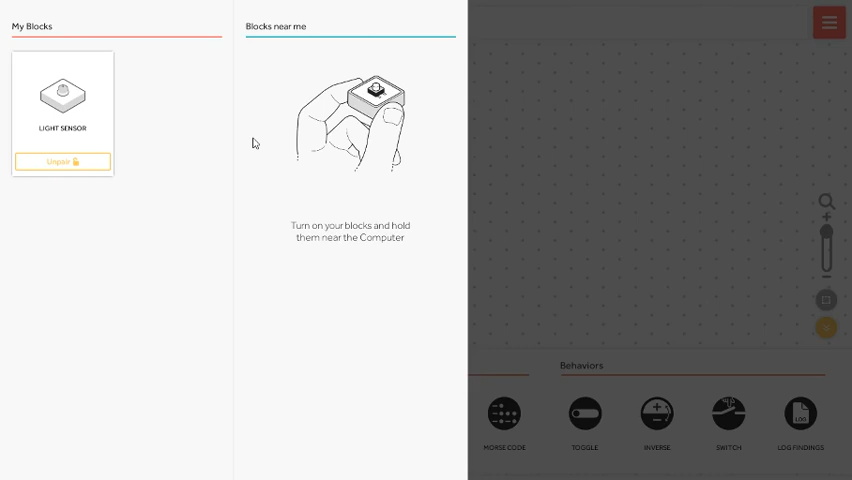 My Blocks
Blocks near me
LIGHT SENSOR
Unpair
Turn on your blocks and hold
them near the Computer
Behaviors
MORSE CODE
TOGGLE
INVERSE
SWITCH
LOG
LOG FINDINGS